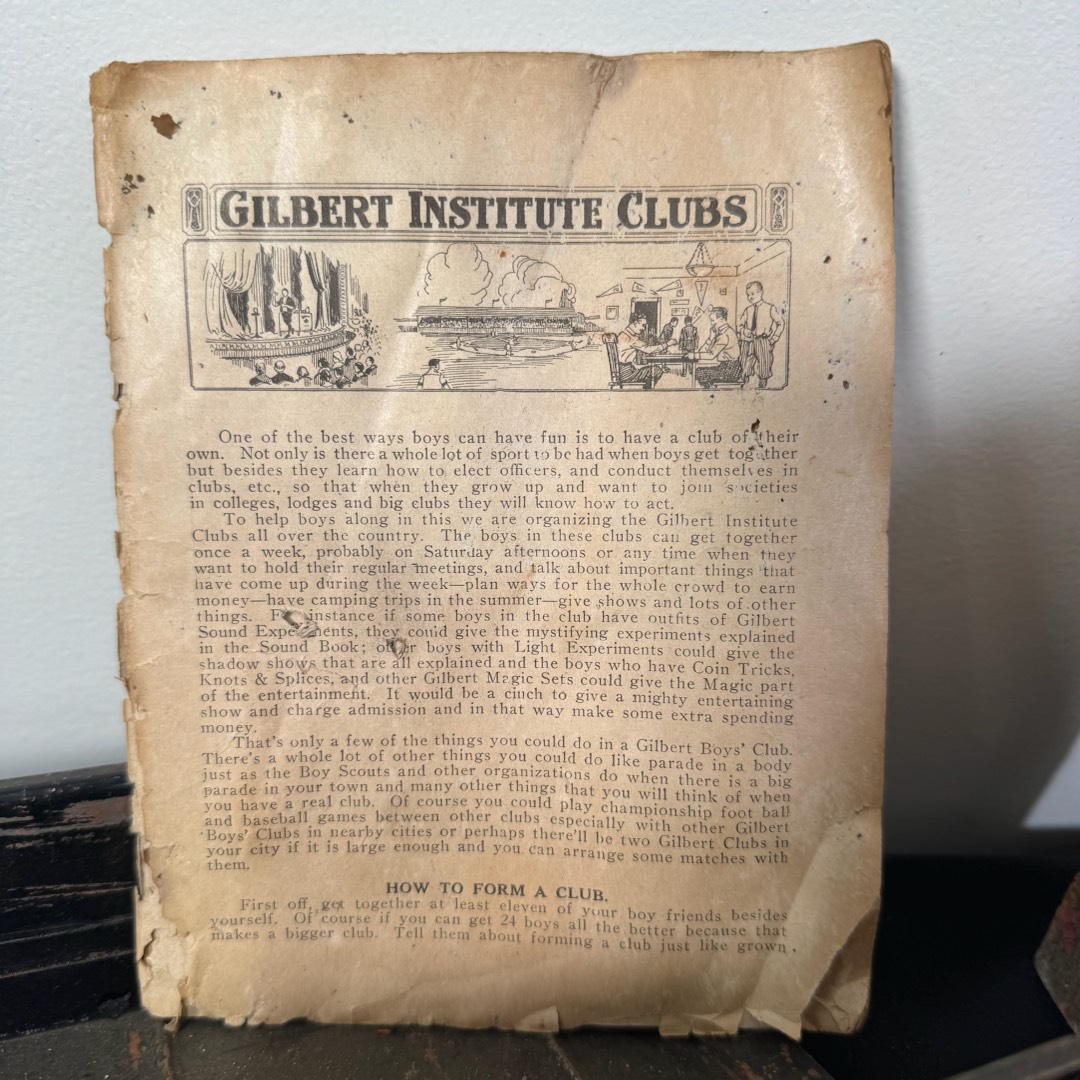 GILBERT INSTITUTE CLUBS
One of the best ways boys can have fun is to have a club of their
own. Not only is there a whole lot of sport to be had when boys get together
but besides they learn how to elect officers, and conduct themselves in
clubs, etc., so that when they grow up and want to join societies
in colleges, lodges and big clubs they will know how to act.
To help boys along in this we are organizing the Gilbert Institute
Clubs all over the country. The boys in these clubs can get together
once a week, probably on Saturday afternoons or any time when they
want to hold their regular meetings, and talk about important things that
have come up during the week—plan ways for the whole crowd to earn
money—have camping trips in the summer—give shows and lots of other
things. For instance if some boys in the club have outfits of Gilbert
Sound Experiments, they could give the mystifying experiments explained
in the Sound Book; other boys with Light Experiments could give the
shadow shows that are all explained and the boys who have Coin Tricks,
Knots & Splices, and other Gilbert Magic Sets could give the Magic part
of the entertainment. It would be a cinch to give a mighty entertaining
show and charge admission and in that way make some extra spending
money.
That's only a few of the things you could do in a Gilbert Boys' Club.
There's a whole lot of other things you could do like parade in a body
just as the Boy Scouts and other organizations do when there is a big
parade in your town and many other things that you will think of when
you have a real club. Of course you could play championship foot ball
and baseball games between other clubs especially with other Gilbert
Boys' Clubs in nearby cities or perhaps there'll be two Gilbert Clubs in
your city if it is large enough and you can arrange some matches with
them.
HOW TO FORM A CLUB.
First off, get together at least eleven of your boy friends besides
yourself. Of course if you can get 24 boys all the better because that
makes a bigger club. Tell them about forming a club just like grown